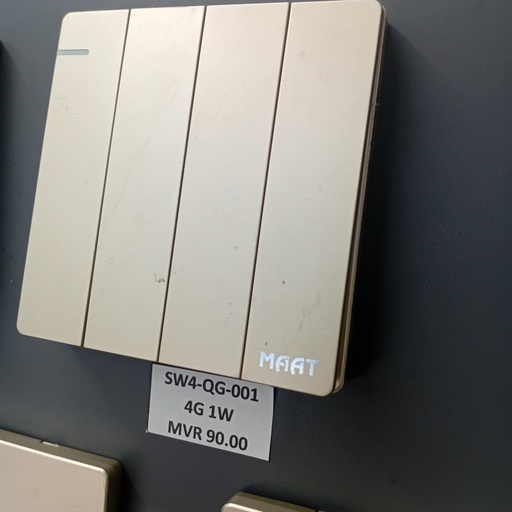 MAAT
SW4-QG-001
4G 1W
MVR 90.00